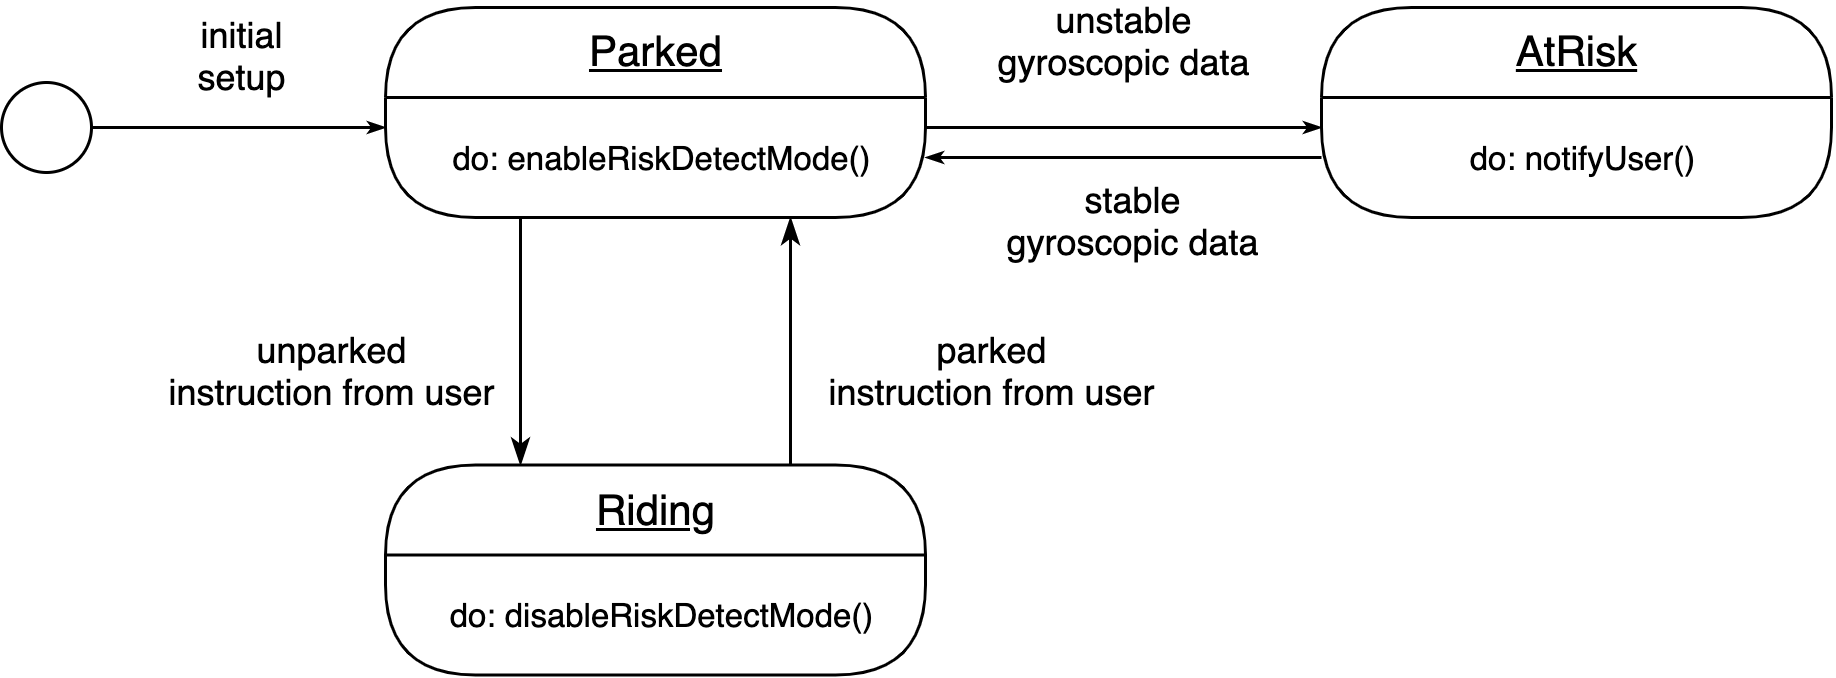 initial
setup
Parked
do: enableRiskDetectMode()
unstable
gyroscopic data
stable
gyroscopic data
AtRisk
do: notifyUser()
unparked
instruction from user
parked
instruction from user
Riding
do: disableRiskDetectMode()